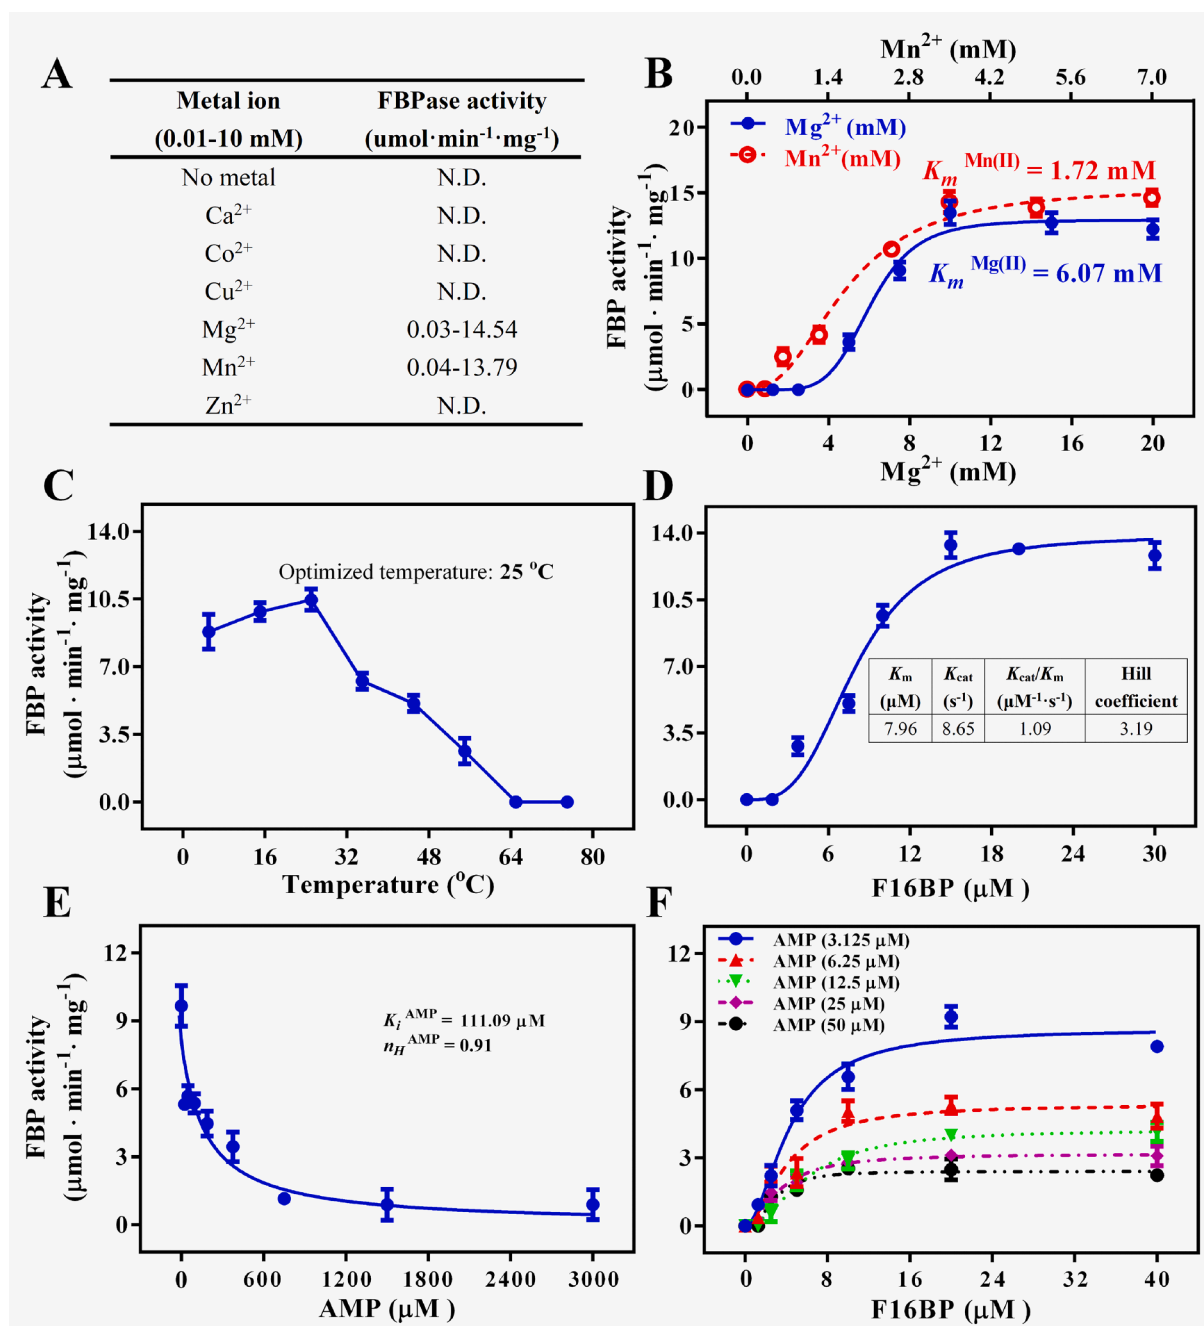 A
Metal ion FBPase activity
(0.01-10 mM) (umol·min⁻¹·mg⁻¹)
No metal N.D.
Ca²⁺ N.D.
Co²⁺ N.D.
Cu²⁺ N.D.
Mg²⁺ 0.03-14.54
Mn²⁺ 0.04-13.79
Zn²⁺ N.D.
B
Mn²⁺ (mM)
0.0 1.4 2.8 4.2 5.6 7.0
Mg²⁺ (mM)
Mn²⁺(mM)
Kₘ Mn(II) = 1.72 mM
Kₘ Mg(II) = 6.07 mM
FBP activity
(μmol · min⁻¹· mg⁻¹)
20
15
10
5
0
0 4 8 12 16 20
Mg²⁺ (mM)
C
FBP activity
(μmol · min⁻¹· mg⁻¹)
14.0
10.5
7.0
3.5
0.0
Optimized temperature: 25 °C
0 16 32 48 64 80
Temperature (°C)
D
14.0
10.5
7.0
3.5
0.0
Kₘ Kcat Kcat/Kₘ Hill
(μM) (s⁻¹) (μM⁻¹·s⁻¹) coefficient
7.96 8.65 1.09 3.19
0 6 12 18 24 30
F16BP (μM )
E
FBP activity
(μmol · min⁻¹· mg⁻¹)
12
9
6
3
0
Kᵢ AMP = 111.09 μM
n_H AMP = 0.91
0 600 1200 1800 2400 3000
AMP (μM )
F
12
9
6
3
0
AMP (3.125 μM)
AMP (6.25 μM)
AMP (12.5 μM)
AMP (25 μM)
AMP (50 μM)
0 8 16 24 32 40
F16BP (μM )